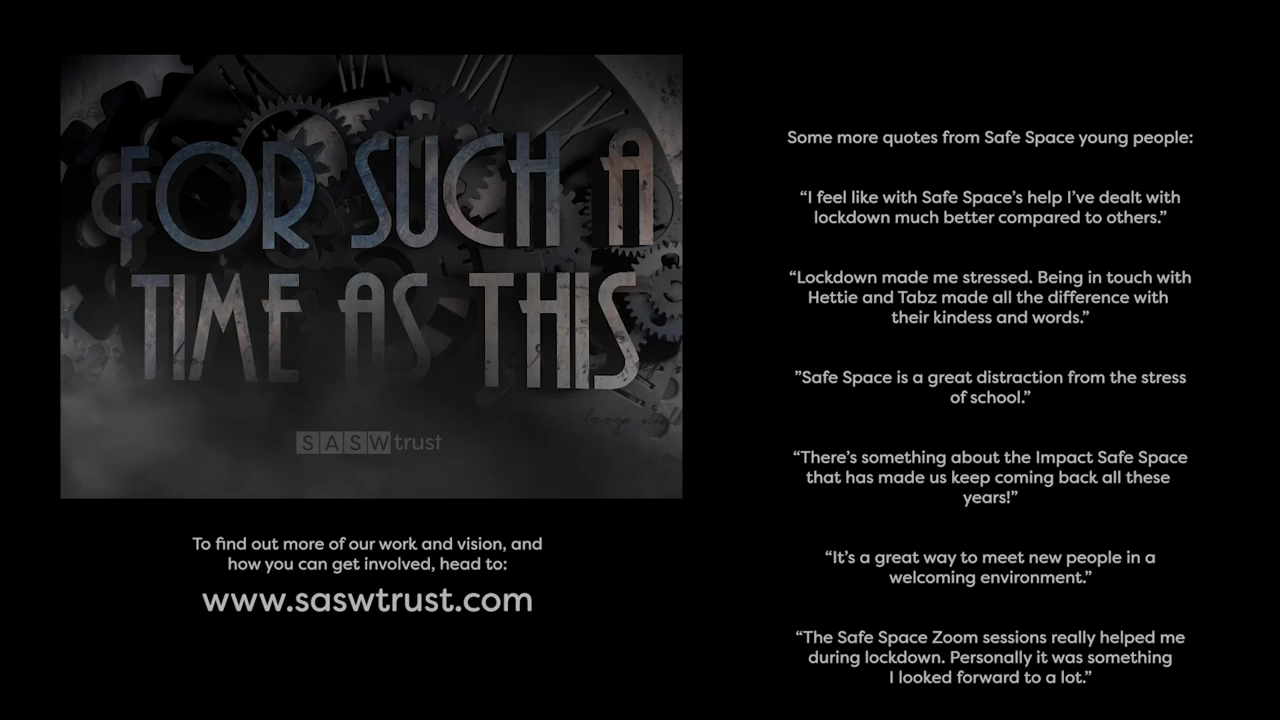 FOR SUCH A
TIME AS THIS
SASW trust
To find out more of our work and vision, and
how you can get involved, head to:
www.saswtrust.com
Some more quotes from Safe Space young people:
“I feel like with Safe Space’s help I’ve dealt with
lockdown much better compared to others.”
“Lockdown made me stressed. Being in touch with
Hettie and Tabz made all the difference with
their kindess and words.”
”Safe Space is a great distraction from the stress
of school.”
“There’s something about the Impact Safe Space
that has made us keep coming back all these
years!”
“It’s a great way to meet new people in a
welcoming environment.”
“The Safe Space Zoom sessions really helped me
during lockdown. Personally it was something
I looked forward to a lot.”